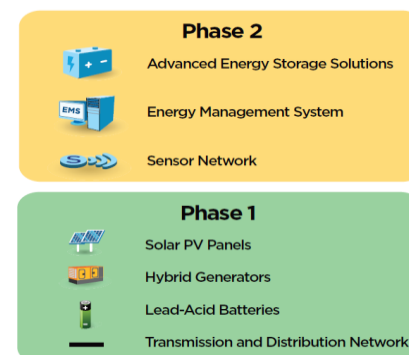 Phase 2
Advanced Energy Storage Solutions
EMS
Energy Management System
S
Sensor Network
Phase 1
Solar PV Panels
Hybrid Generators
Lead-Acid Batteries
Transmission and Distribution Network